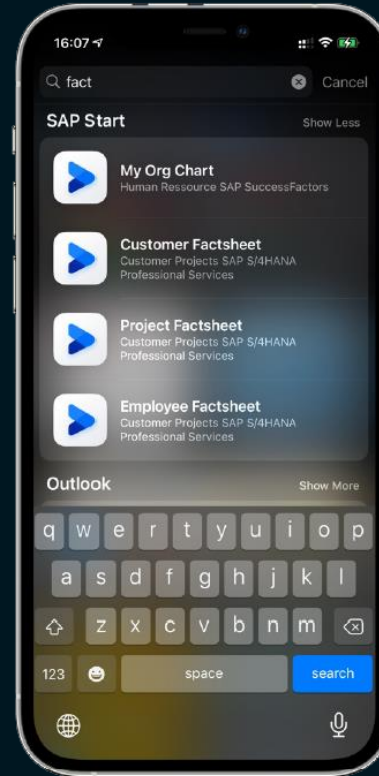 16:07
fact
Cancel
SAP Start
Show Less
My Org Chart
Human Ressource SAP SuccessFactors
Customer Factsheet
Customer Projects SAP S/4HANA
Professional Services
Project Factsheet
Customer Projects SAP S/4HANA
Professional Services
Employee Factsheet
Customer Projects SAP S/4HANA
Professional Services
Outlook
Show More
q w e r t y u i o p
a s d f g h j k l
z x c v b n m
123
space
search